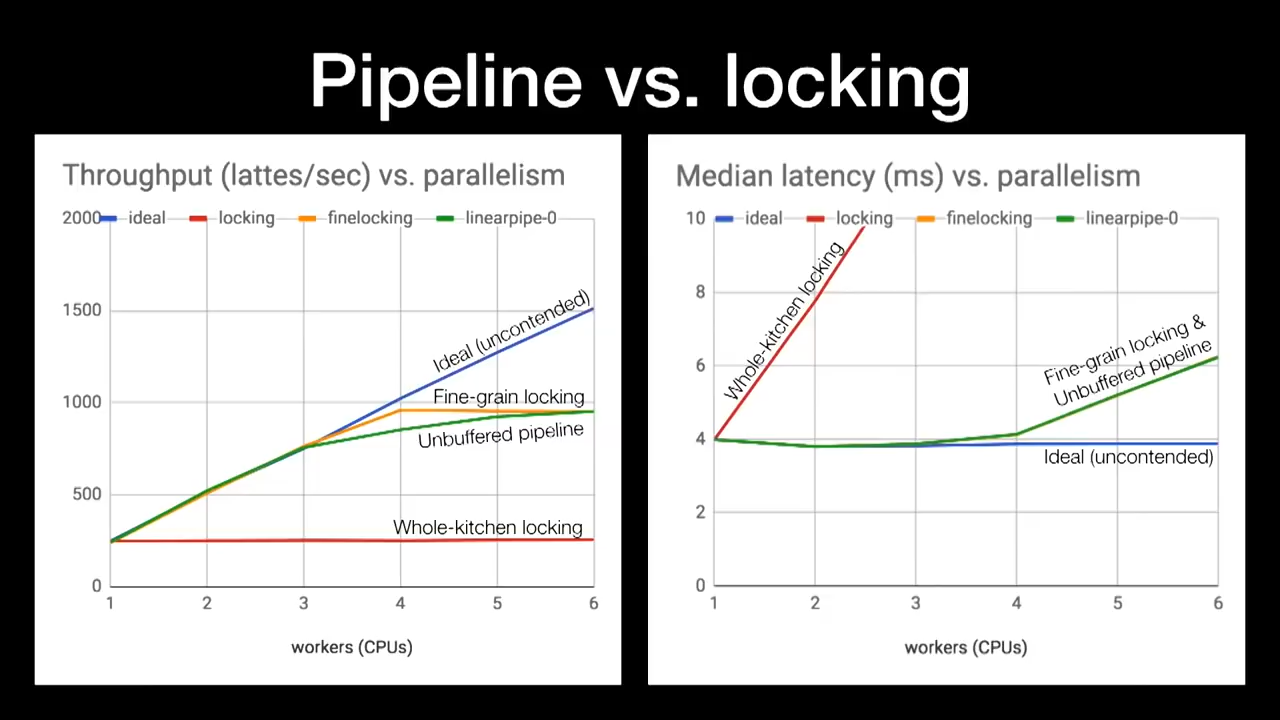 Pipeline vs. locking
Throughput (lattes/sec) vs. parallelism
ideal locking finelocking linearpipe-0
2000
1500
1000
500
0
Ideal (uncontended)
Fine-grain locking
Unbuffered pipeline
Whole-kitchen locking
1 2 3 4 5 6
workers (CPUs)
Median latency (ms) vs. parallelism
ideal locking finelocking linearpipe-0
10
8
6
4
2
0
Whole-kitchen locking
Fine-grain locking &
Unbuffered pipeline
Ideal (uncontended)
1 2 3 4 5 6
workers (CPUs)